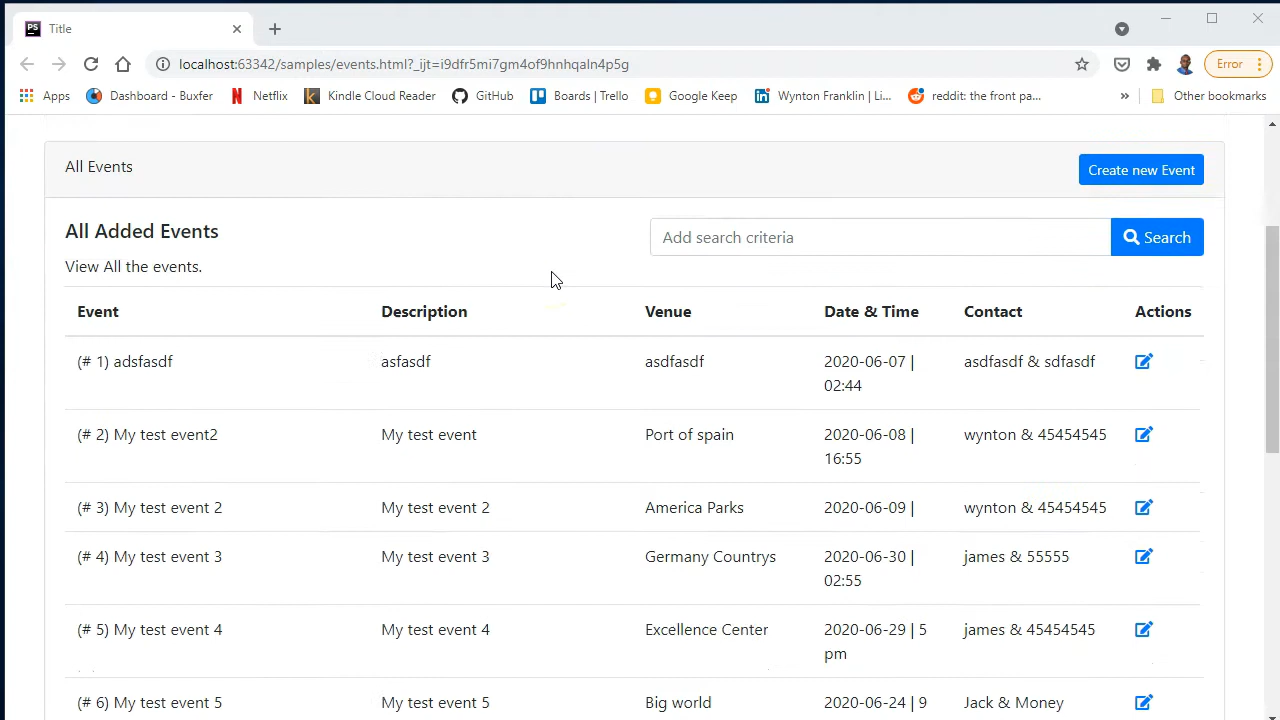 PS Title
localhost:63342/samples/events.html?_ijt=i9dfr5mi7gm4of9hnhqaln4p5g
Error
Apps Dashboard - Buxfer Netflix Kindle Cloud Reader GitHub Boards | Trello Google K Wynton Franklin | Li... reddit: the front pa... » Other bookmarks
All Events Create new Event
All Added Events Add search criteria Search
View All the events.
Event Description Venue Date & Time Contact Actions
(# 1) adsfasdf asfasdf asdfasdf 2020-06-07 | asdfasdf & sdfasdf
02:44
(# 2) My test event2 My test event Port of spain 2020-06-08 | wynton & 45454545
16:55
(# 3) My test event 2 My test event 2 America Parks 2020-06-09 | wynton & 45454545
(# 4) My test event 3 My test event 3 Germany Countrys 2020-06-30 | james & 55555
02:55
(# 5) My test event 4 My test event 4 Excellence Center 2020-06-29 | 5 james & 45454545
pm
(# 6) My test event 5 My test event 5 Big world 2020-06-24 | 9 Jack & Money